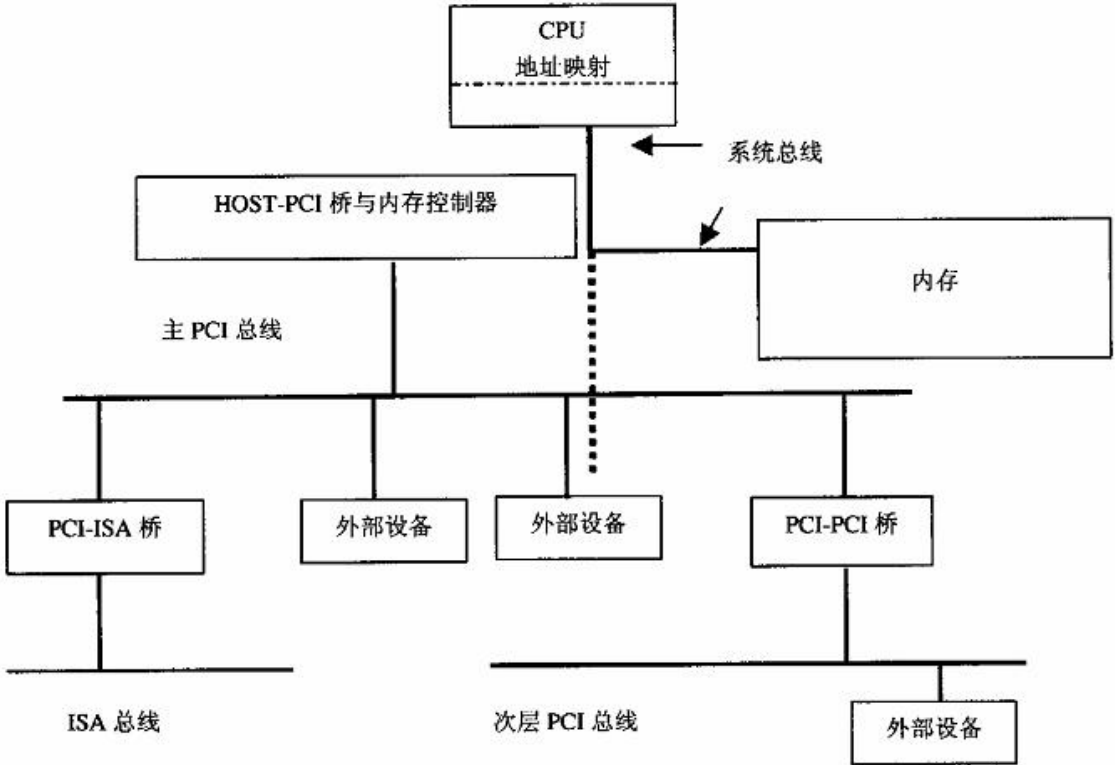 CPU
地址映射
系统总线
HOST-PCI 桥与内存控制器
内存
主 PCI 总线
PCI-ISA 桥
外部设备
外部设备
PCI-PCI 桥
ISA 总线
次层 PCI 总线
外部设备